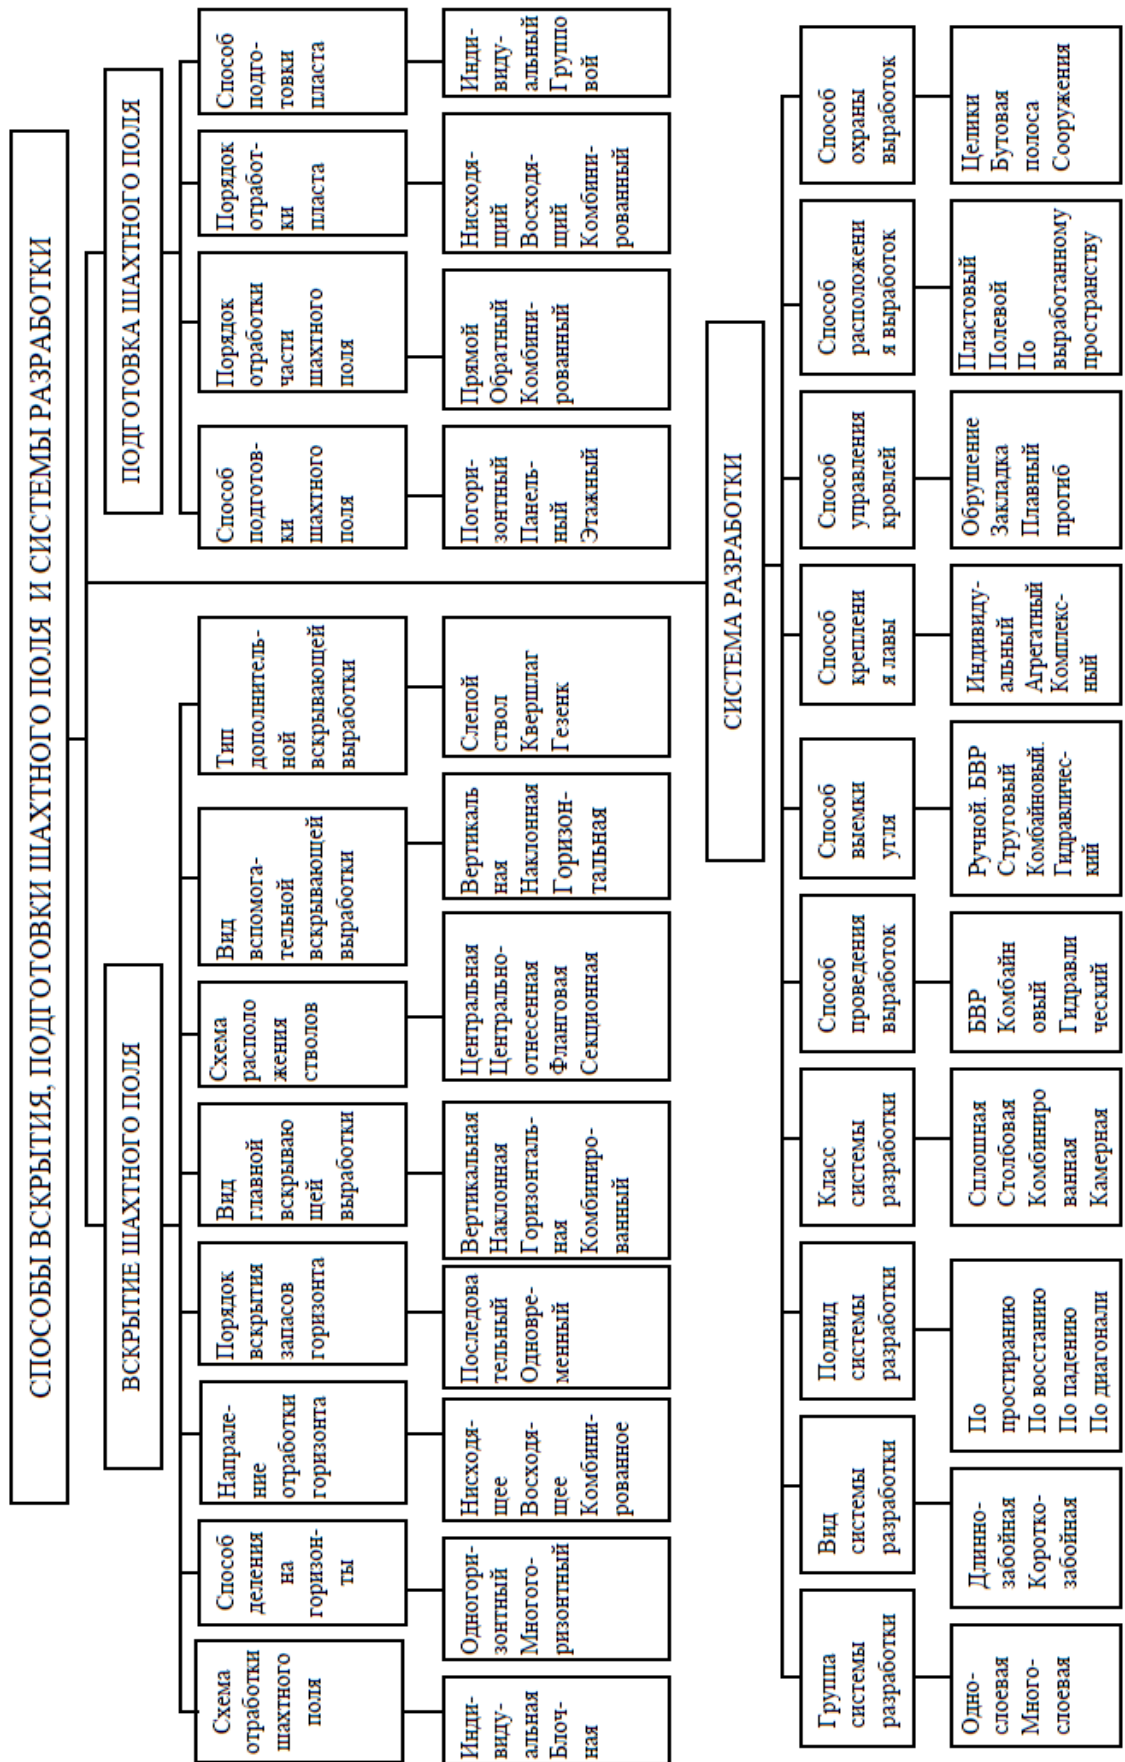 СПОСОБЫ ВСКРЫТИЯ, ПОДГОТОВКИ ШАХТНОГО ПОЛЯ И СИСТЕМЫ РАЗРАБОТКИ
ВСКРЫТИЕ ШАХТНОГО ПОЛЯ
Схема
отработки
шахтного
поля
Инди-
виду-
альная
Блоч-
ная
Способ
деления
на
горизон-
ты
Одногори-
зонтный
Многого-
ризонтный
Напрале-
ние
отработки
горизонта
Нисходя-
щее
Восходя-
щее
Комбини-
рованное
Порядок
вскрытия
запасов
горизонта
Последова
тельный
Одновре-
менный
Вид
главной
вскрываю
щей
выработки
Вертикальная
Наклонная
Горизонталь-
ная
Комбиниро-
ванный
Схема
располо
жения
стволов
Центральная
Центрально-
отнесенная
Фланговая
Секционная
Вид
вспомога-
тельной
вскрывающей
выработки
Вертикаль
ная
Наклонная
Горизон-
тальная
Тип
дополнитель-
ной
вскрывающей
выработки
Слепой
ствол
Квершлаг
Гезенк
ПОДГОТОВКА ШАХТНОГО ПОЛЯ
Способ
подготов-
ки
шахтного
поля
Погори-
зонтный
Панель-
ный
Этажный
Порядок
отработки
части
шахтного
поля
Прямой
Обратный
Комбини-
рованный
Порядок
отработ-
ки
пласта
Нисходя-
щий
Восходя-
щий
Комбини-
рованный
Способ
подго-
товки
пласта
Инди-
виду-
альный
Группо
вой
СИСТЕМА РАЗРАБОТКИ
Группа
системы
разработки
Одно-
слоевая
Много-
слоевая
Вид
системы
разработки
Длинно-
забойная
Коротко-
забойная
Подвид
системы
разработки
По
простиранию
По восстанию
По падению
По диагонали
Класс
системы
разработки
Сплошная
Столбовая
Комбиниро
ванная
Камерная
Способ
проведения
выработок
БВР
Комбайн
овый
Гидравли
ческий
Способ
выемки
угля
Ручной. БВР
Струговый
Комбайновый.
Гидравличес-
кий
Способ
креплени
я лавы
Индивиду-
альный
Агрегатный
Комплекс-
ный
Способ
управления
кровлей
Обрушение
Закладка
Плавный
прогиб
Способ
расположени
я выработок
Пластовый
Полевой
По
выработанному
пространству
Способ
охраны
выработок
Целики
Бутовая
полоса
Сооружения